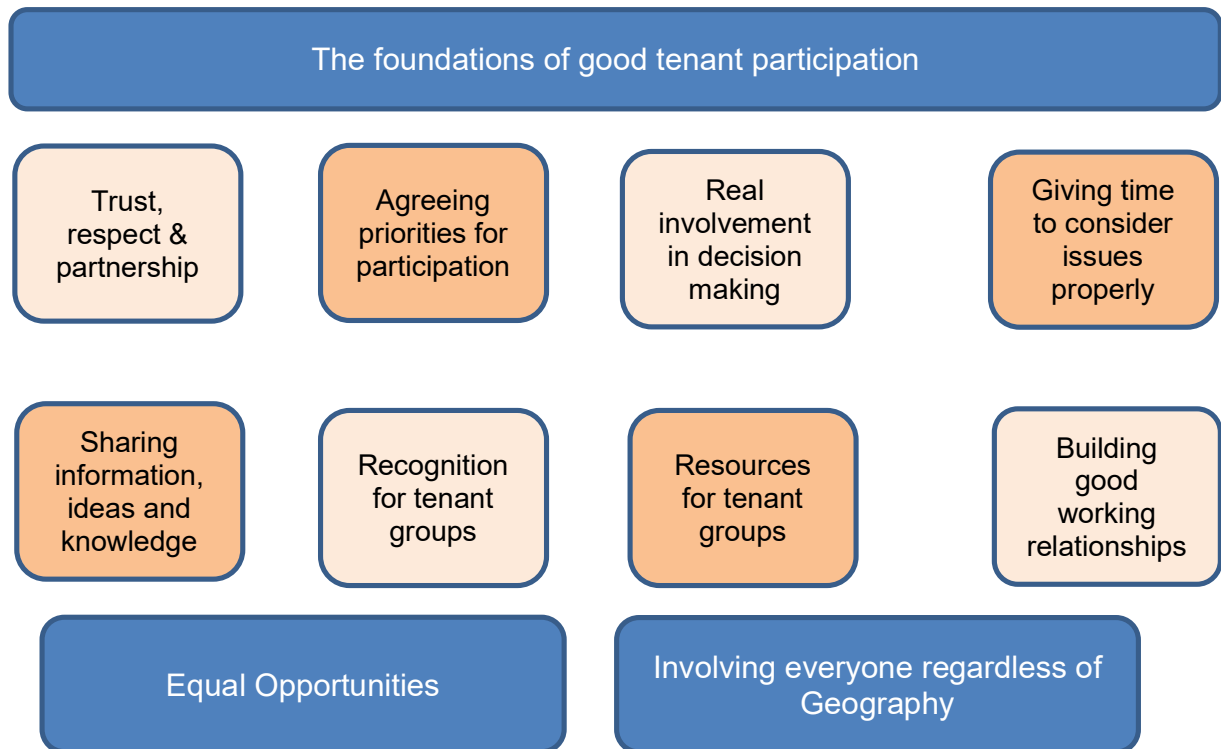 The foundations of good tenant participation
Trust,
respect &
partnership
Agreeing
priorities for
participation
Real
involvement
in decision
making
Giving time
to consider
issues
properly
Sharing
information,
ideas and
knowledge
Recognition
for tenant
groups
Resources
for tenant
groups
Building
good
working
relationships
Equal Opportunities
Involving everyone regardless of
Geography